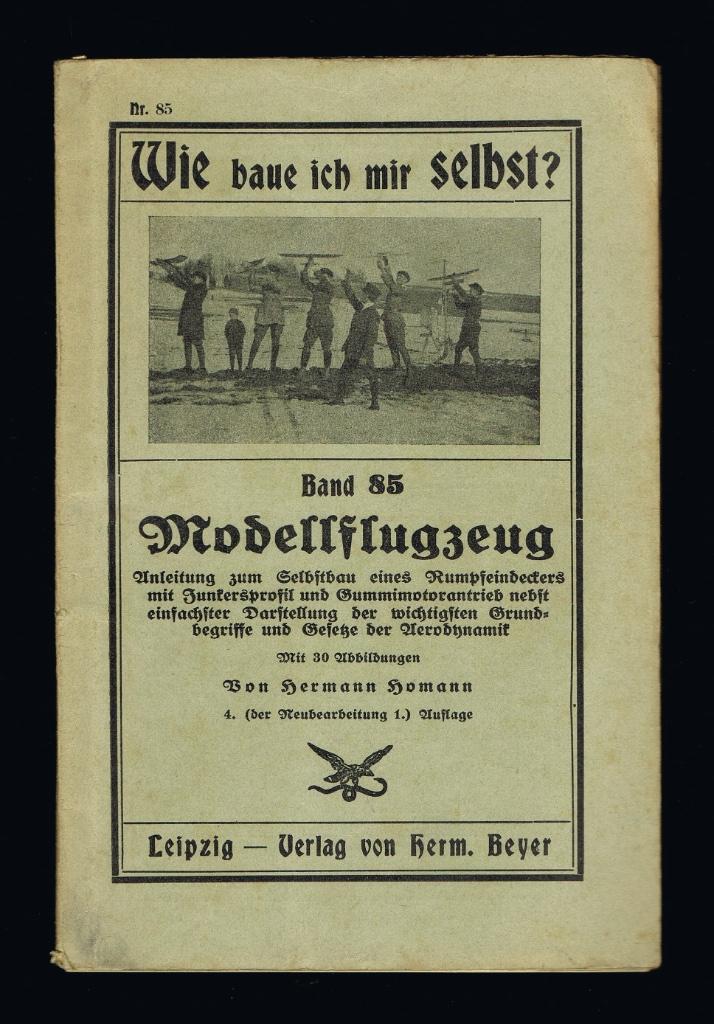 Nr. 85
Wie baue ich mir selbst?
Band 85
Modellflugzeug
Anleitung zum Selbstbau eines Rumpfeindeckers
mit Junkersprofil und Gummimotorantrieb nebst
einfachster Darstellung der wichtigsten Grund-
begriffe und Gesetze der Aerodynamik
Mit 30 Abbildungen
Von Hermann Homann
4. (der Neubearbeitung 1.) Auflage
Leipzig — Verlag von Herm. Beyer